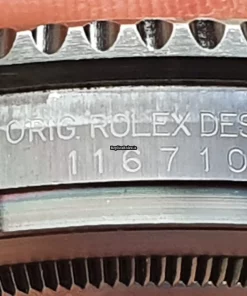 ORIG. ROLEX DES
116710